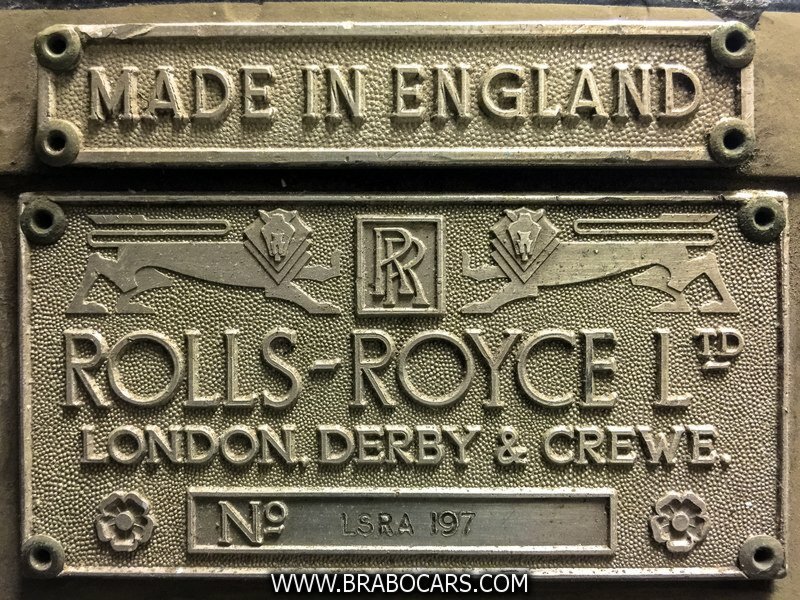 MADE IN ENGLAND
RR
ROLLS-ROYCE LTD
LONDON, DERBY & CREWE.
Nº LSRA 197
WWW.BRABOCARS.COM